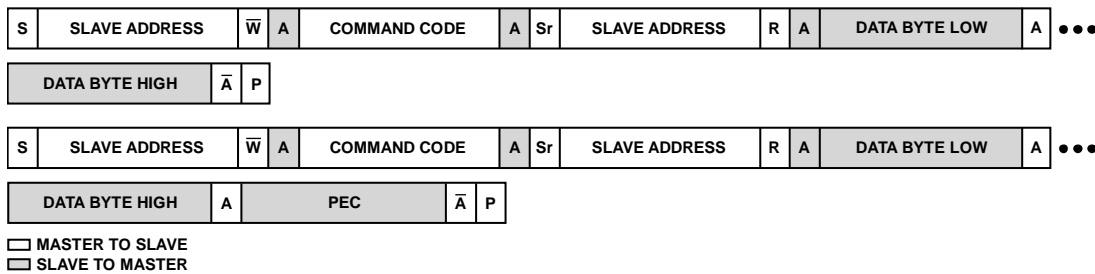 S SLAVE ADDRESS W̅ A COMMAND CODE A Sr SLAVE ADDRESS R A DATA BYTE LOW A •••
DATA BYTE HIGH A̅ P
S SLAVE ADDRESS W̅ A COMMAND CODE A Sr SLAVE ADDRESS R A DATA BYTE LOW A •••
DATA BYTE HIGH A PEC A̅ P
MASTER TO SLAVE
SLAVE TO MASTER